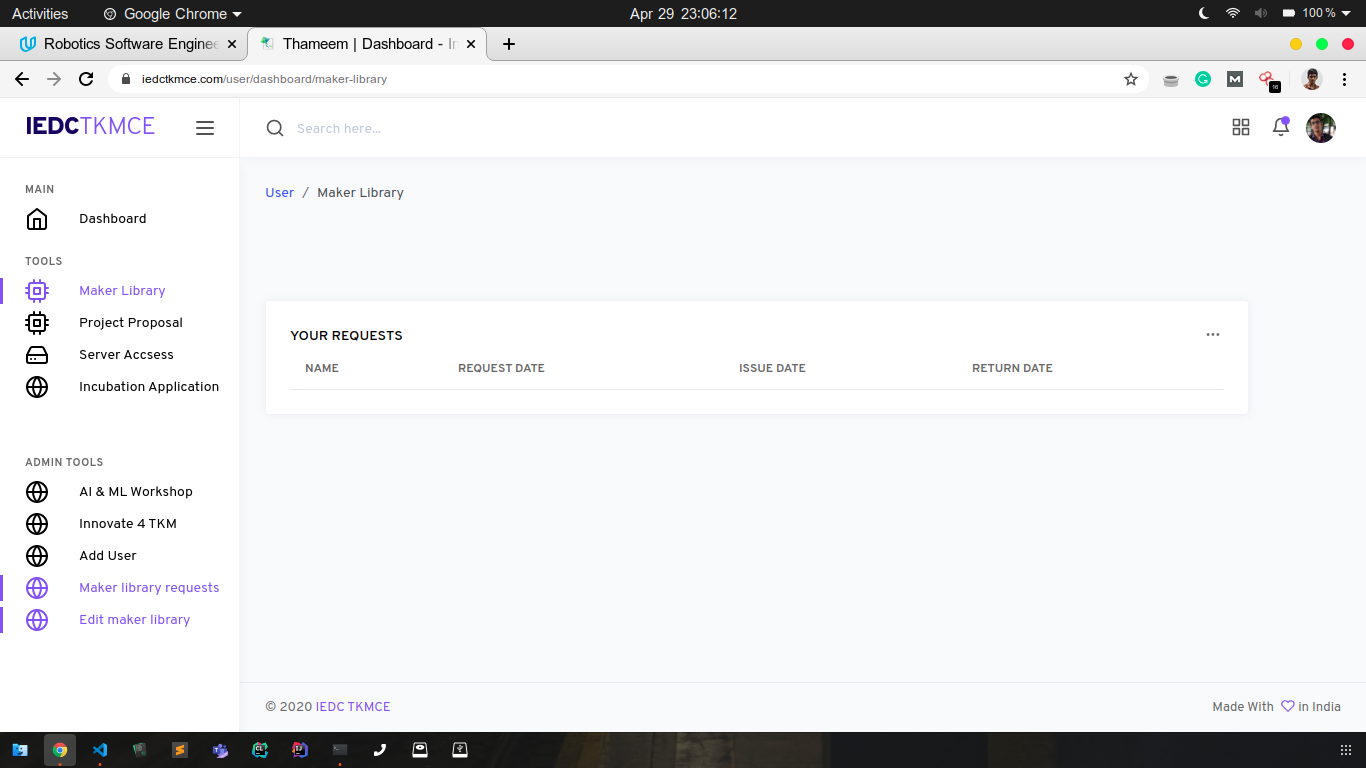 Activities Google Chrome Apr 29 23:06:12 100 %
Robotics Software Enginee Thameem | Dashboard - In
iedctkmce.com/user/dashboard/maker-library
IEDCTKMCE
Search here...
MAIN
Dashboard
TOOLS
Maker Library
Project Proposal
Server Accsess
Incubation Application
ADMIN TOOLS
AI & ML Workshop
Innovate 4 TKM
Add User
Maker library requests
Edit maker library
User / Maker Library
YOUR REQUESTS
NAME REQUEST DATE ISSUE DATE RETURN DATE
© 2020 IEDC TKMCE
Made With in India